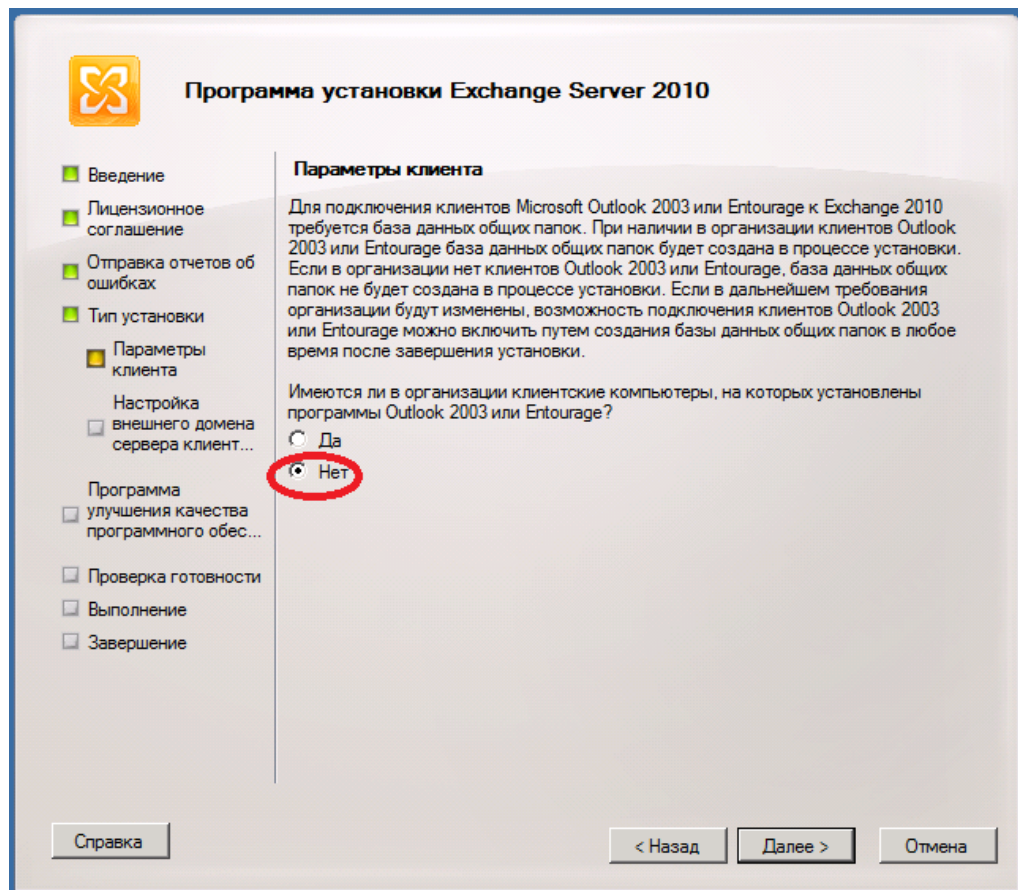 Программа установки Exchange Server 2010
Введение
Лицензионное
соглашение
Отправка отчетов об
ошибках
Тип установки
Параметры
клиента
Настройка
внешнего домена
сервера клиент...
Программа
улучшения качества
программного обес...
Проверка готовности
Выполнение
Завершение
Параметры клиента
Для подключения клиентов Microsoft Outlook 2003 или Entourage к Exchange 2010
требуется база данных общих папок. При наличии в организации клиентов Outlook
2003 или Entourage база данных общих папок будет создана в процессе установки.
Если в организации нет клиентов Outlook 2003 или Entourage, база данных общих
папок не будет создана в процессе установки. Если в дальнейшем требования
организации будут изменены, возможность подключения клиентов Outlook 2003
или Entourage можно включить путем создания базы данных общих папок в любое
время после завершения установки.
Имеются ли в организации клиентские компьютеры, на которых установлены
программы Outlook 2003 или Entourage?
Да
Нет
Справка
< Назад
Далее >
Отмена